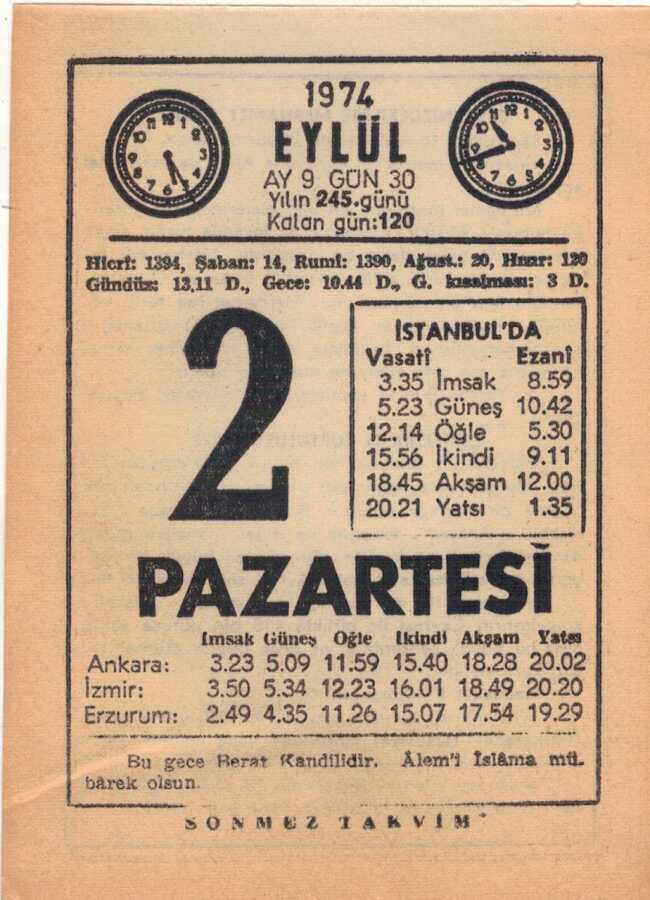 1974
EYLÜL
AY 9 GÜN 30
Yılın 245.günü
Kalan gün:120
Hicrî: 1394, Şaban: 14, Rumî: 1390, Ağust.: 20, Hızır: 120
Gündüz: 13,11 D., Gece: 10.44 D., G. kısalması: 3 D.
2
İSTANBUL'DA
Vasatî Ezanî
3.35 İmsak 8.59
5.23 Güneş 10.42
12.14 Öğle 5.30
15.56 İkindi 9.11
18.45 Akşam 12.00
20.21 Yatsı 1.35
PAZARTESİ
İmsak Güneş Öğle İkindi Akşam Yatsı
Ankara: 3.23 5.09 11.59 15.40 18.28 20.02
İzmir: 3.50 5.34 12.23 16.01 18.49 20.20
Erzurum: 2.49 4.35 11.26 15.07 17.54 19.29
Bu gece Berat Kandilidir. Âlem'i İslâma mü-
bârek olsun.
SÖNMEZ TAKVİM